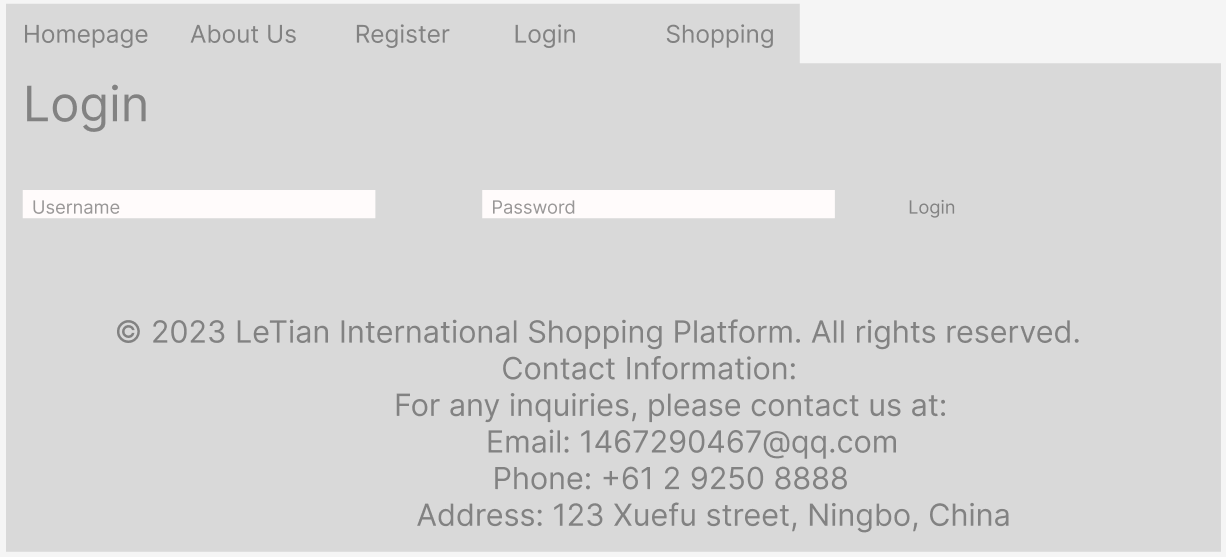 Homepage About Us Register Login Shopping
Login
Username Password Login
© 2023 LeTian International Shopping Platform. All rights reserved.
Contact Information:
For any inquiries, please contact us at:
Email: 1467290467@qq.com
Phone: +61 2 9250 8888
Address: 123 Xuefu street, Ningbo, China